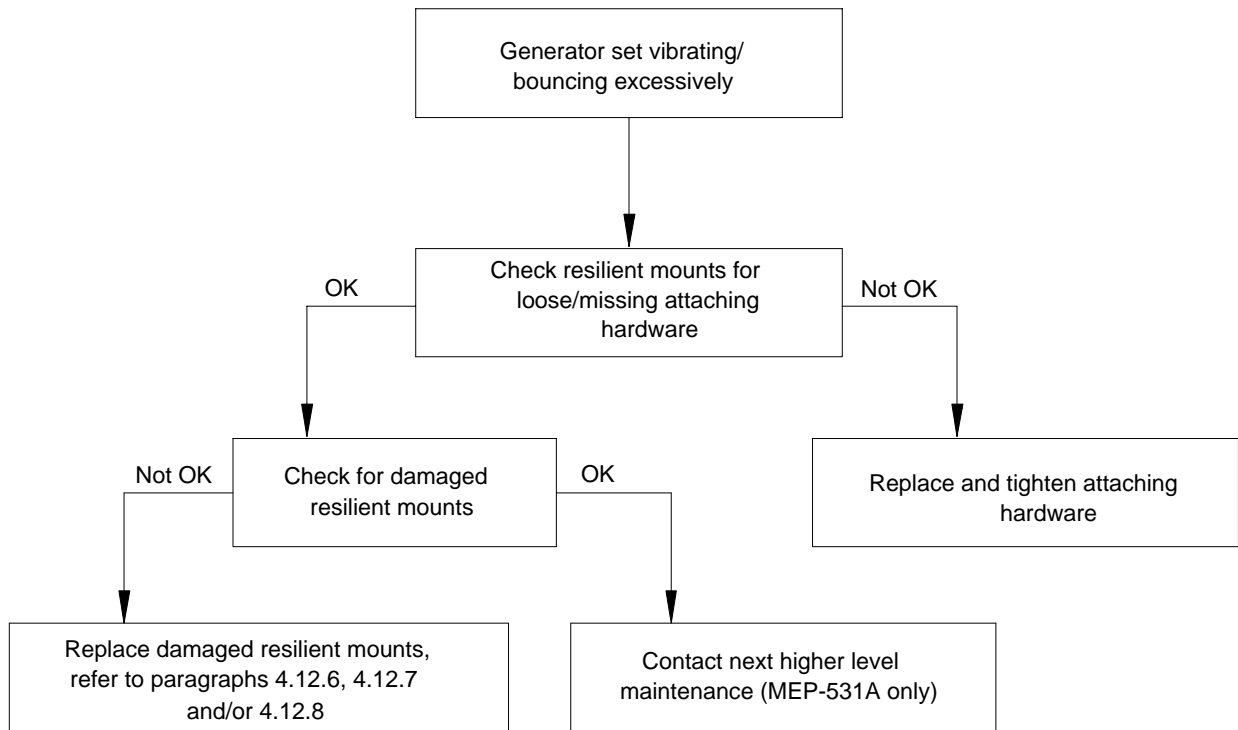 Generator set vibrating/
bouncing excessively
Check resilient mounts for
loose/missing attaching
hardware
OK
Not OK
Check for damaged
resilient mounts
Not OK
OK
Replace and tighten attaching
hardware
Replace damaged resilient mounts,
refer to paragraphs 4.12.6, 4.12.7
and/or 4.12.8
Contact next higher level
maintenance (MEP-531A only)